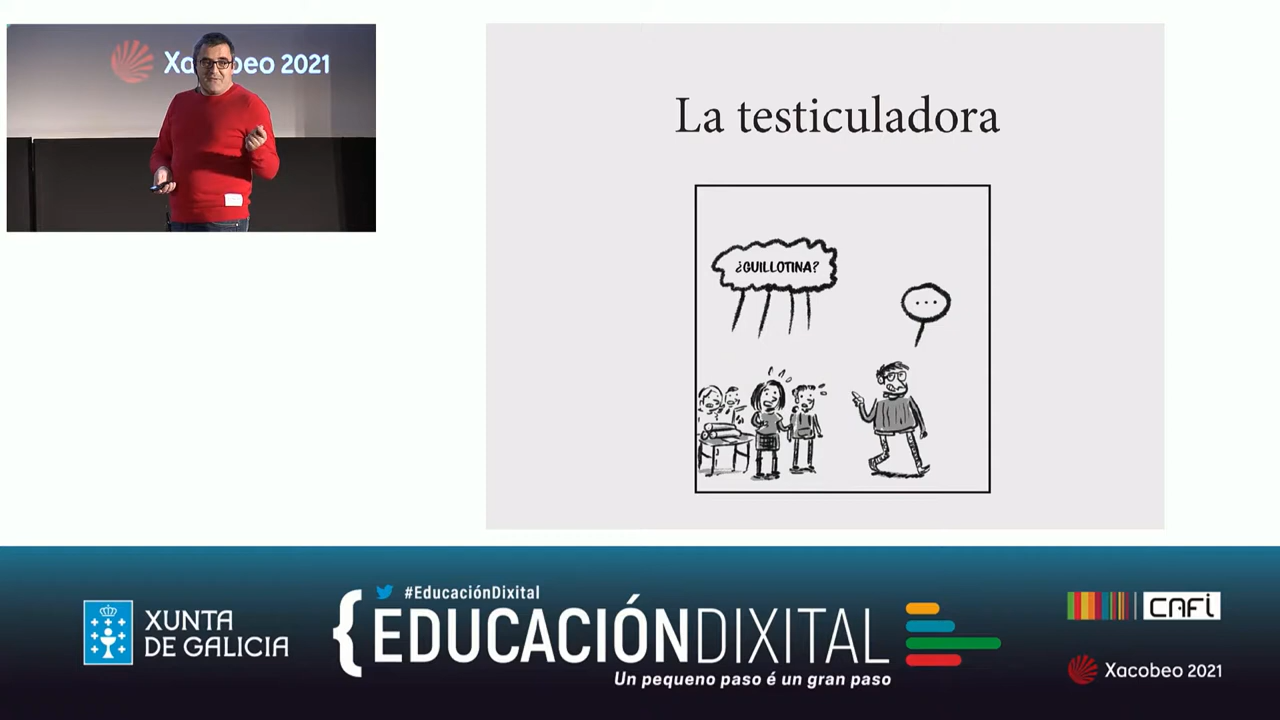 Xacobeo 2021
La testiculadora
¿GUILLOTINA?
...
XUNTA
DE GALICIA
#EducaciónDixital
{EDUCACIÓNDIXITAL
Un pequeno paso é un gran paso
CAFi
Xacobeo 2021